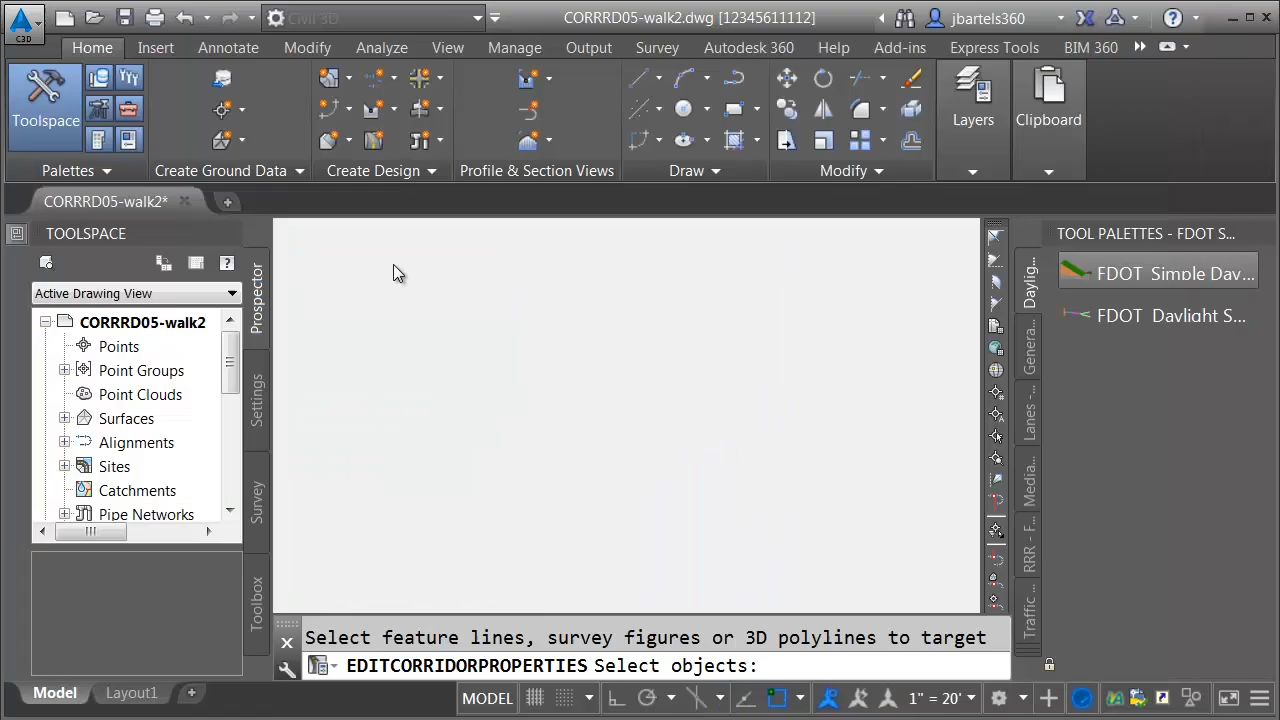 Civil 3D
CORRRD05-walk2.dwg [12345611112]
jbartels360
C3D
Home Insert Annotate Modify Analyze View Manage Output Survey Autodesk 360 Help Add-ins Express Tools BIM 360
Toolspace
Layers
Clipboard
Palettes
Create Ground Data
Create Design
Profile & Section Views
Draw
Modify
CORRRD05-walk2*
TOOLSPACE
Active Drawing View
CORRRD05-walk2
Points
Point Groups
Point Clouds
Surfaces
Alignments
Sites
Catchments
Pipe Networks
Prospector
Settings
Survey
Toolbox
TOOL PALETTES - FDOT S...
FDOT Simple Dav...
FDOT Daylight S...
Daylig...
Genera...
Lanes -...
Media...
RRR - F...
Traffic ...
Select feature lines, survey figures or 3D polylines to target
EDITCORRIDORPROPERTIES Select objects:
Model Layout1
MODEL
1" = 20'